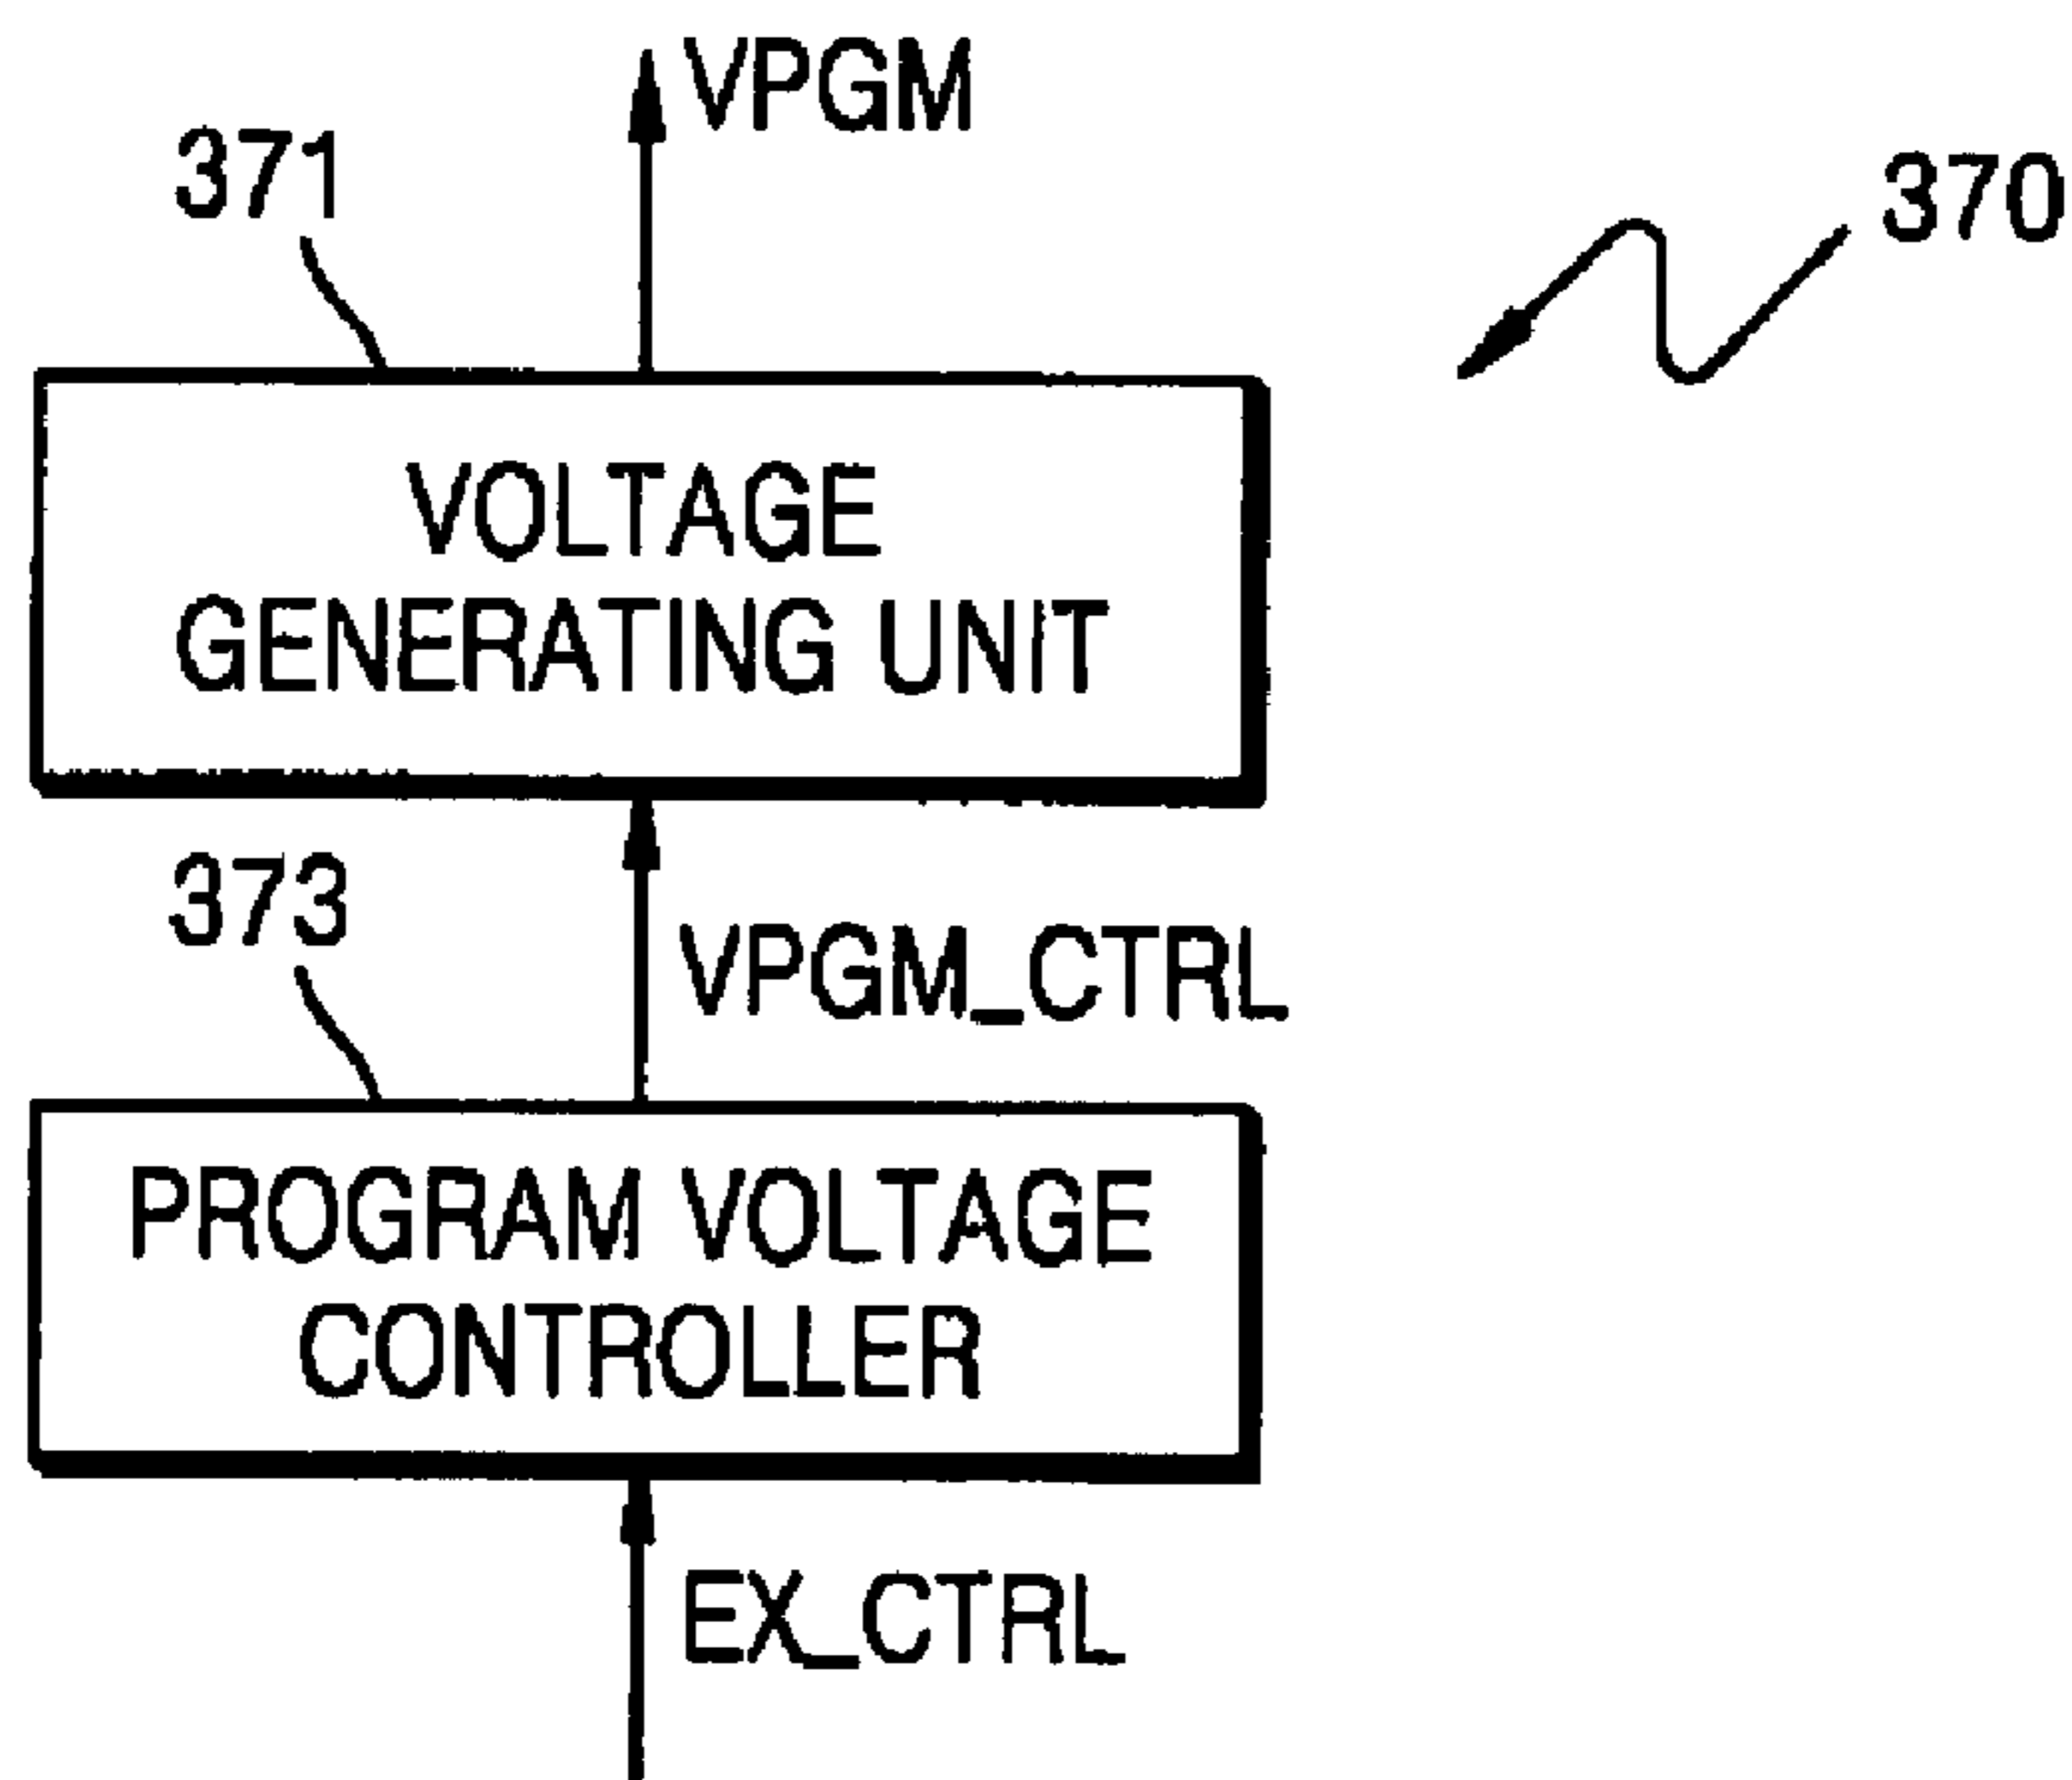 VPGM
371
370
VOLTAGE
GENERATING UNIT
373
VPGM_CTRL
PROGRAM VOLTAGE
CONTROLLER
EX_CTRL